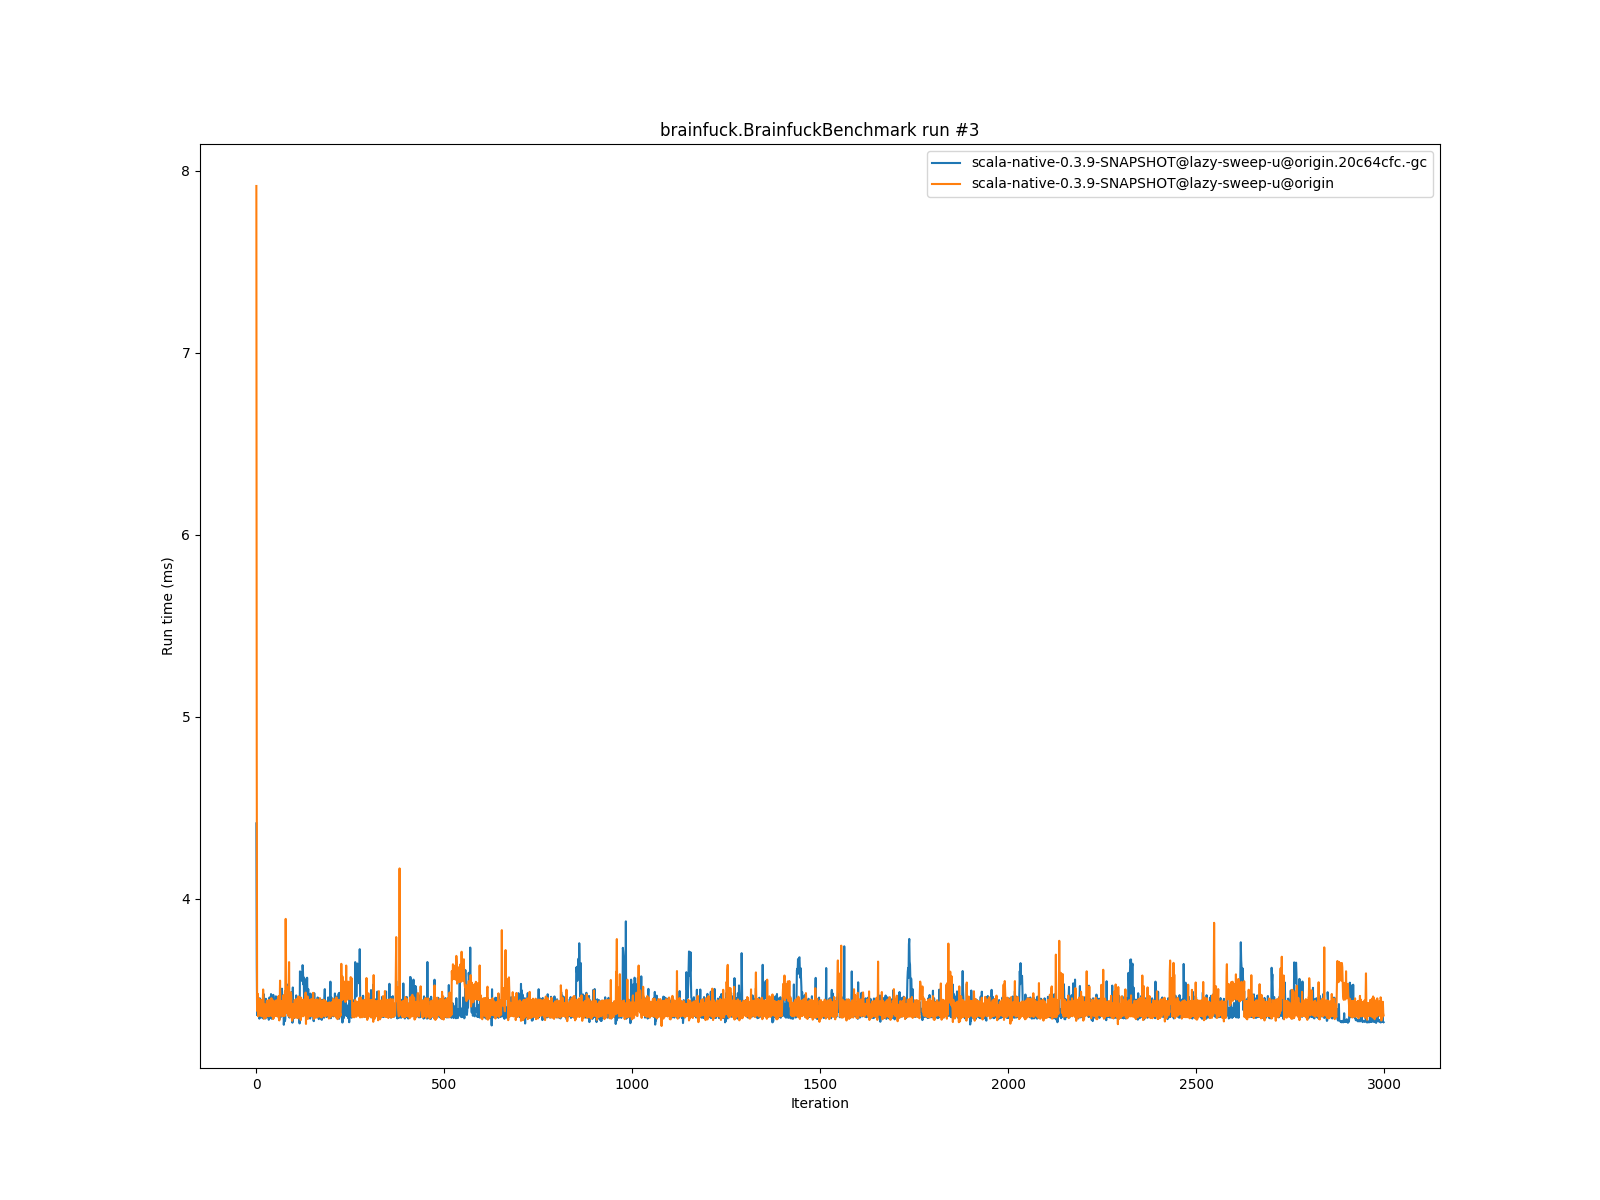 brainfuck.BrainfuckBenchmark run #3
scala-native-0.3.9-SNAPSHOT@lazy-sweep-u@origin.20c64cfc.-gc
scala-native-0.3.9-SNAPSHOT@lazy-sweep-u@origin
8
7
6
5
4
Run time (ms)
0 500 1000 1500 2000 2500 3000
Iteration